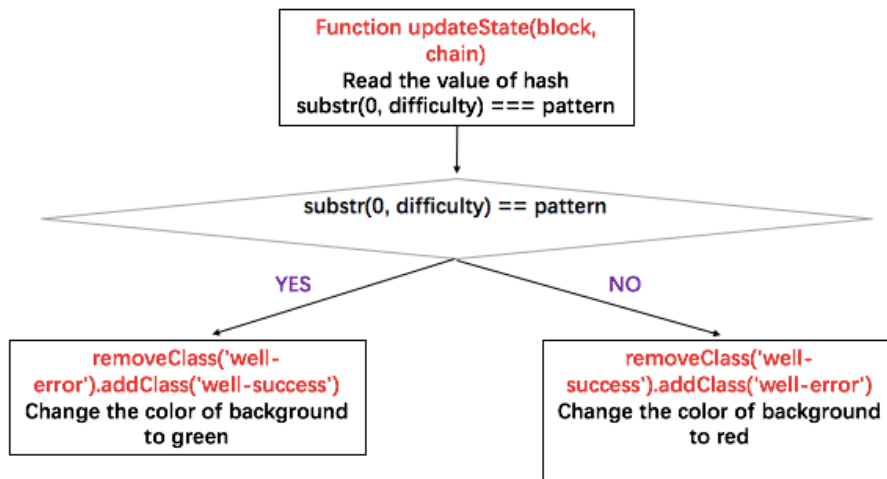 Function updateState(block,
chain)
Read the value of hash
substr(0, difficulty) === pattern
substr(0, difficulty) == pattern
YES
NO
removeClass('well-
error').addClass('well-success')
Change the color of background
to green
removeClass('well-
success').addClass('well-error')
Change the color of background
to red